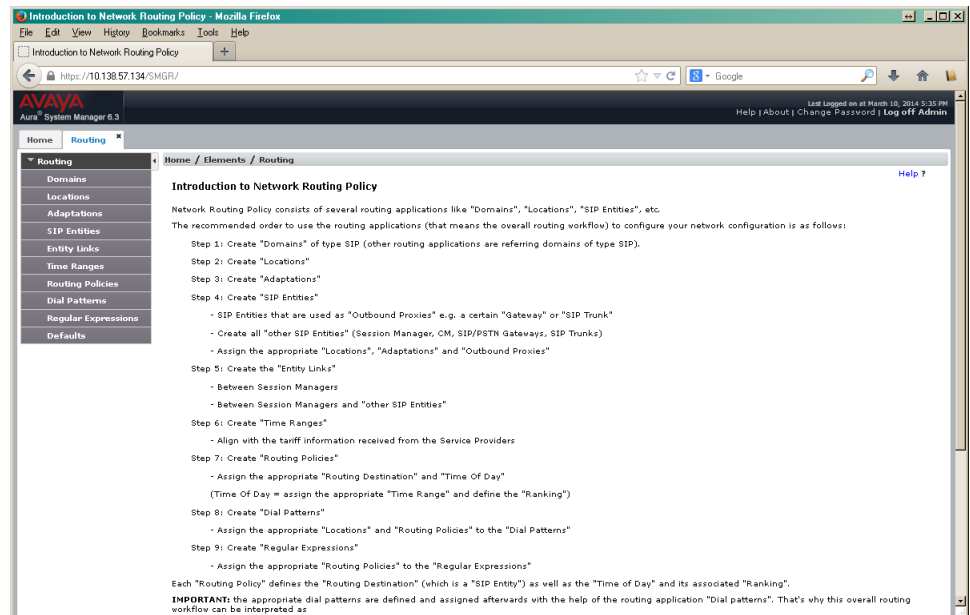 Introduction to Network Routing Policy - Mozilla Firefox
File Edit View History Bookmarks Tools Help
Introduction to Network Routing Policy
https://10.138.57.134/SMGR/
Google
AVAYA
Aura® System Manager 6.3
Last Logged on at March 10, 2014 5:35 PM
Help | About | Change Password | Log off Admin
Home Routing
Routing
Domains
Locations
Adaptations
SIP Entities
Entity Links
Time Ranges
Routing Policies
Dial Patterns
Regular Expressions
Defaults
Home / Elements / Routing
Help ?
Introduction to Network Routing Policy
Network Routing Policy consists of several routing applications like "Domains", "Locations", "SIP Entities", etc.
The recommended order to use the routing applications (that means the overall routing workflow) to configure your network configuration is as follows:
Step 1: Create "Domains" of type SIP (other routing applications are referring domains of type SIP).
Step 2: Create "Locations"
Step 3: Create "Adaptations"
Step 4: Create "SIP Entities"
- SIP Entities that are used as "Outbound Proxies" e.g. a certain "Gateway" or "SIP Trunk"
- Create all "other SIP Entities" (Session Manager, CM, SIP/PSTN Gateways, SIP Trunks)
- Assign the appropriate "Locations", "Adaptations" and "Outbound Proxies"
Step 5: Create the "Entity Links"
- Between Session Managers
- Between Session Managers and "other SIP Entities"
Step 6: Create "Time Ranges"
- Align with the tariff information received from the Service Providers
Step 7: Create "Routing Policies"
- Assign the appropriate "Routing Destination" and "Time Of Day"
(Time Of Day = assign the appropriate "Time Range" and define the "Ranking")
Step 8: Create "Dial Patterns"
- Assign the appropriate "Locations" and "Routing Policies" to the "Dial Patterns"
Step 9: Create "Regular Expressions"
- Assign the appropriate "Routing Policies" to the "Regular Expressions"
Each "Routing Policy" defines the "Routing Destination" (which is a "SIP Entity") as well as the "Time of Day" and its associated "Ranking".
IMPORTANT: the appropriate dial patterns are defined and assigned afterwards with the help of the routing application "Dial patterns". That's why this overall routing
workflow can be interpreted as